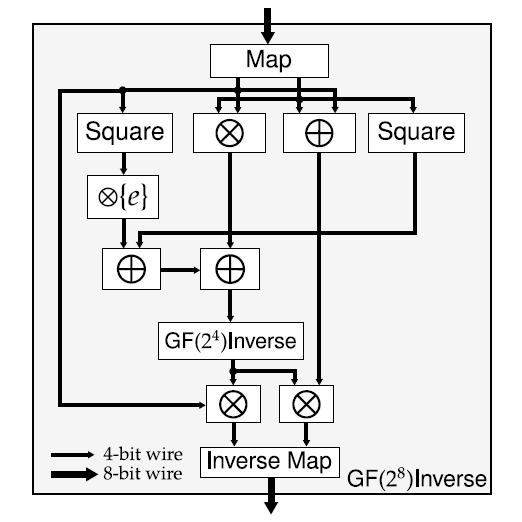 Map
Square ⊗ ⊕ Square
⊗{e}
⊕ ⊕
GF(2⁴)Inverse
⊗ ⊗
4-bit wire
Inverse Map
8-bit wire
GF(2⁸)Inverse